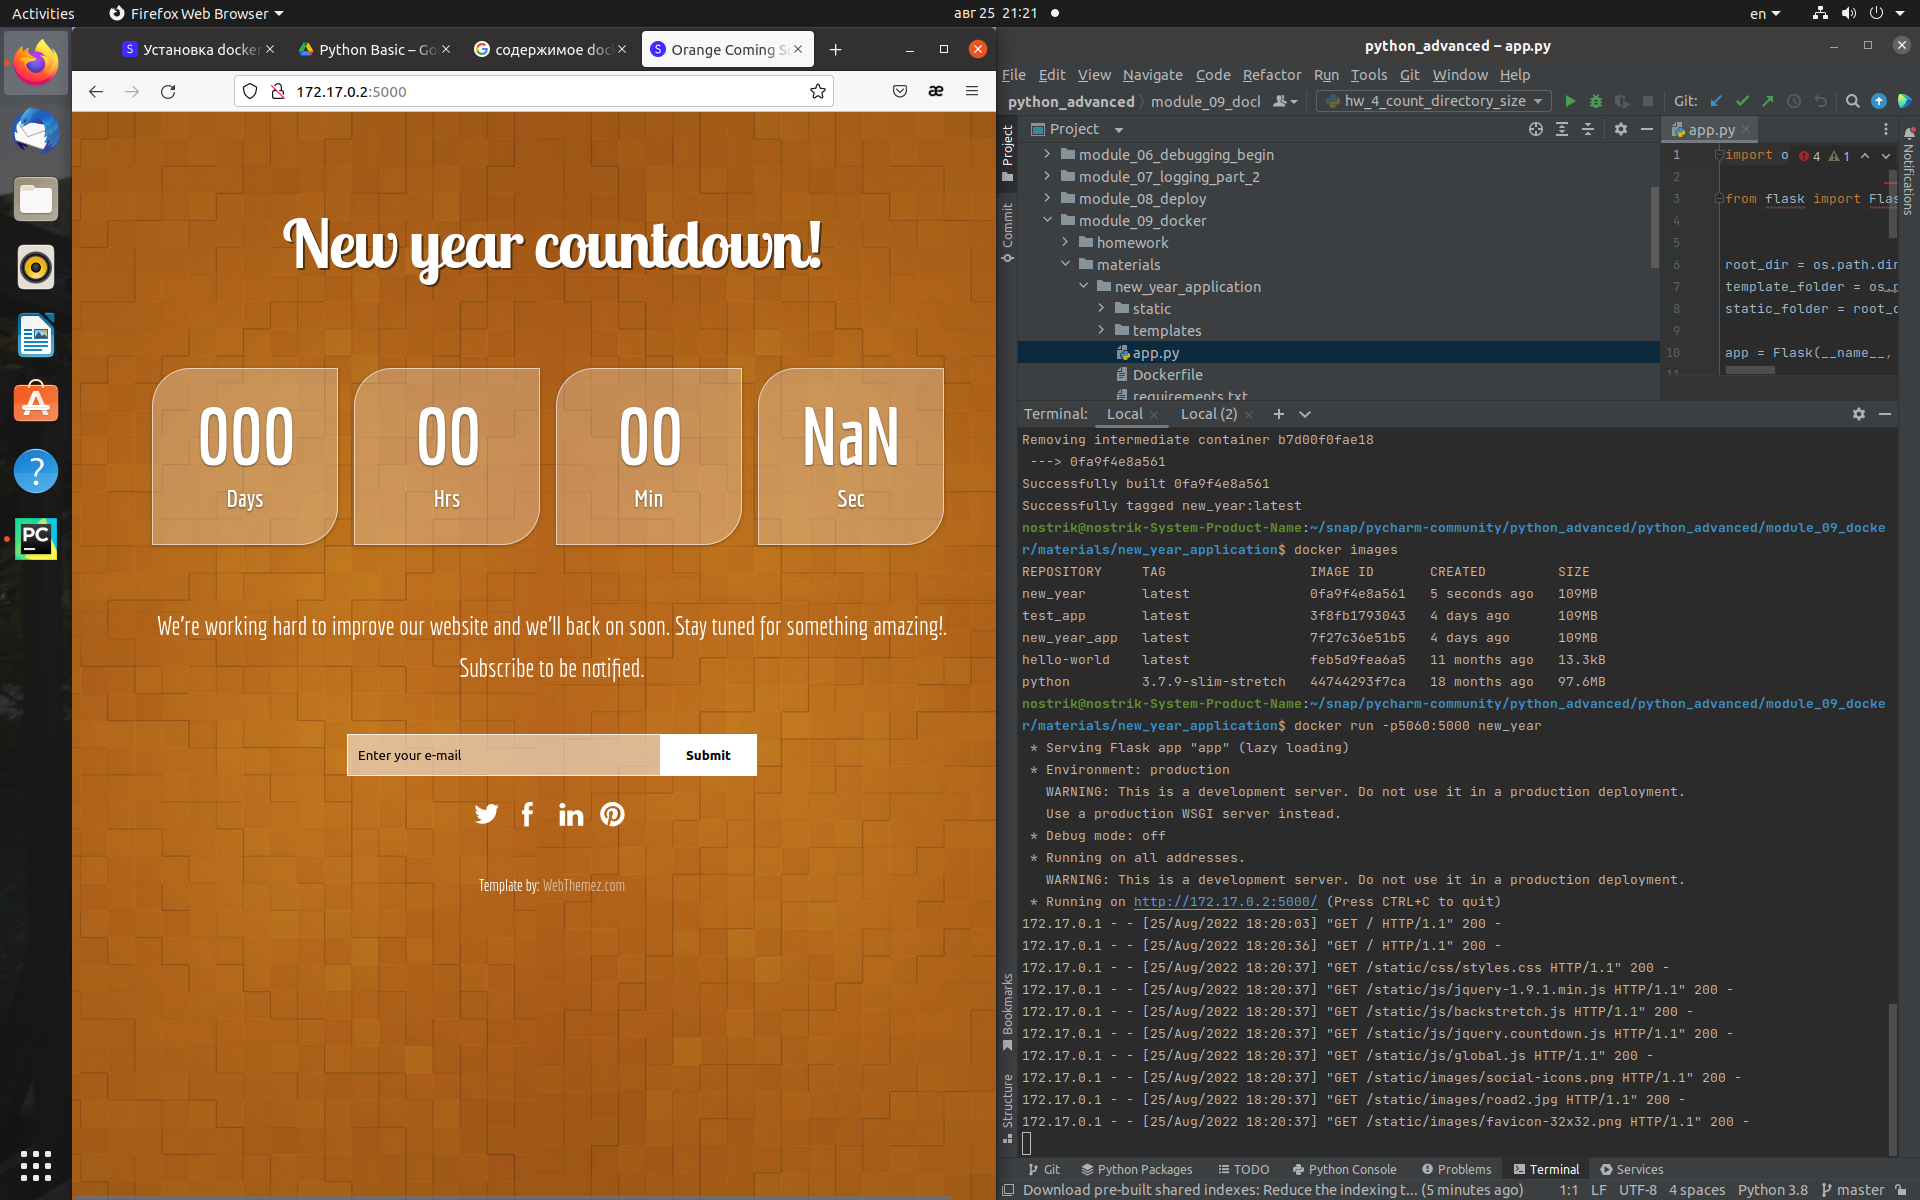 Activities
Firefox Web Browser
авг 25 21:21
en
Установка docker
Python Basic – Go
содержимое doc
Orange Coming So
172.17.0.2:5000
New year countdown!
000
Days
00
Hrs
00
Min
NaN
Sec
We're working hard to improve our website and we'll back on soon. Stay tuned for something amazing!.
Subscribe to be notified.
Enter your e-mail
Submit
Template by: WebThemez.com
python_advanced – app.py
File Edit View Navigate Code Refactor Run Tools Git Window Help
python_advanced module_09_docl
hw_4_count_directory_size
Git:
Project
Commit
Bookmarks
Structure
Notifications
Project
module_06_debugging_begin
module_07_logging_part_2
module_08_deploy
module_09_docker
homework
materials
new_year_application
static
templates
app.py
Dockerfile
requirements.txt
app.py
4 1
1 import o
2
3 from flask import Flas
4
5
6 root_dir = os.path.dir
7 template_folder = os.p
8 static_folder = root_d
9
10 app = Flask(__name__,
11
Terminal: Local Local (2)
Removing intermediate container b7d00f0fae18
---> 0fa9f4e8a561
Successfully built 0fa9f4e8a561
Successfully tagged new_year:latest
nostrik@nostrik-System-Product-Name:~/snap/pycharm-community/python_advanced/python_advanced/module_09_docke
r/materials/new_year_application$ docker images
REPOSITORY TAG IMAGE ID CREATED SIZE
new_year latest 0fa9f4e8a561 5 seconds ago 109MB
test_app latest 3f8fb1793043 4 days ago 109MB
new_year_app latest 7f27c36e51b5 4 days ago 109MB
hello-world latest feb5d9fea6a5 11 months ago 13.3kB
python 3.7.9-slim-stretch 44744293f7ca 18 months ago 97.6MB
nostrik@nostrik-System-Product-Name:~/snap/pycharm-community/python_advanced/python_advanced/module_09_docke
r/materials/new_year_application$ docker run -p5060:5000 new_year
* Serving Flask app "app" (lazy loading)
* Environment: production
WARNING: This is a development server. Do not use it in a production deployment.
Use a production WSGI server instead.
* Debug mode: off
* Running on all addresses.
WARNING: This is a development server. Do not use it in a production deployment.
* Running on http://172.17.0.2:5000/ (Press CTRL+C to quit)
172.17.0.1 - - [25/Aug/2022 18:20:03] "GET / HTTP/1.1" 200 -
172.17.0.1 - - [25/Aug/2022 18:20:36] "GET / HTTP/1.1" 200 -
172.17.0.1 - - [25/Aug/2022 18:20:37] "GET /static/css/styles.css HTTP/1.1" 200 -
172.17.0.1 - - [25/Aug/2022 18:20:37] "GET /static/js/jquery-1.9.1.min.js HTTP/1.1" 200 -
172.17.0.1 - - [25/Aug/2022 18:20:37] "GET /static/js/backstretch.js HTTP/1.1" 200 -
172.17.0.1 - - [25/Aug/2022 18:20:37] "GET /static/js/jquery.countdown.js HTTP/1.1" 200 -
172.17.0.1 - - [25/Aug/2022 18:20:37] "GET /static/js/global.js HTTP/1.1" 200 -
172.17.0.1 - - [25/Aug/2022 18:20:37] "GET /static/images/social-icons.png HTTP/1.1" 200 -
172.17.0.1 - - [25/Aug/2022 18:20:37] "GET /static/images/road2.jpg HTTP/1.1" 200 -
172.17.0.1 - - [25/Aug/2022 18:20:37] "GET /static/images/favicon-32x32.png HTTP/1.1" 200 -
Git Python Packages TODO Python Console Problems Terminal Services
Download pre-built shared indexes: Reduce the indexing t... (5 minutes ago) 1:1 LF UTF-8 4 spaces Python 3.8 master